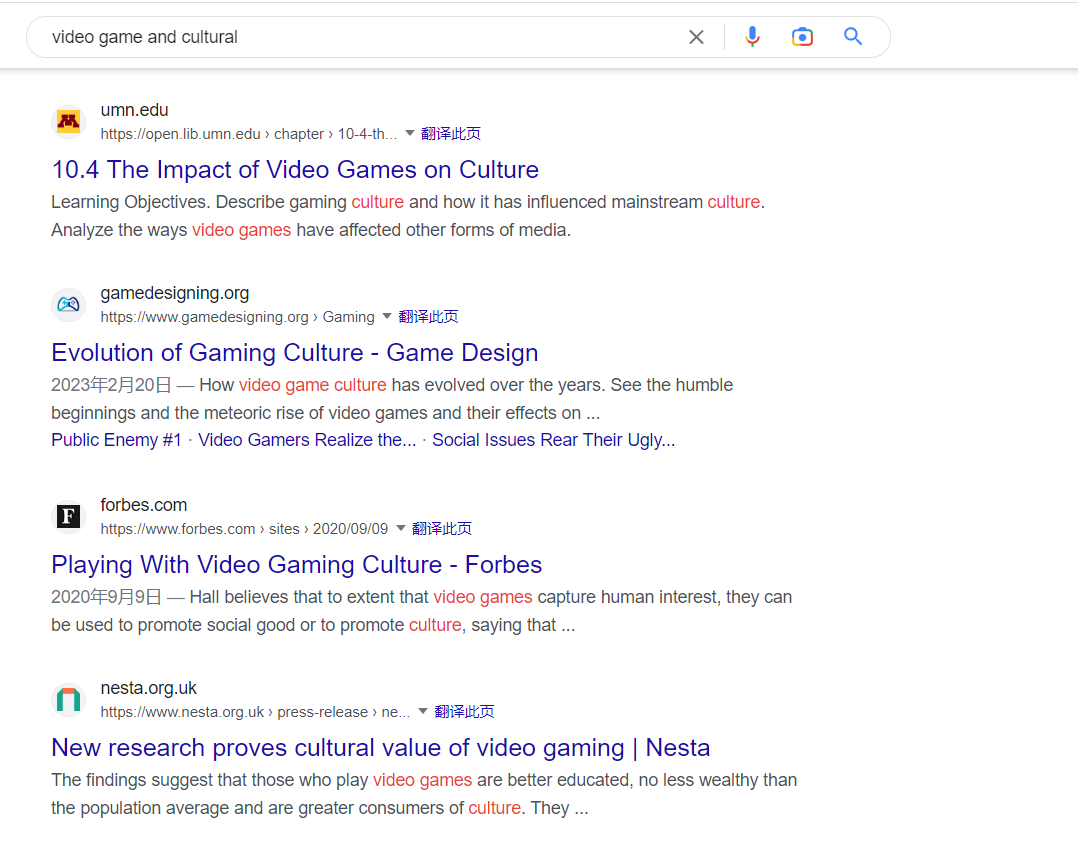 video game and cultural
umn.edu
https://open.lib.umn.edu › chapter › 10-4-th... 翻译此页
10.4 The Impact of Video Games on Culture
Learning Objectives. Describe gaming culture and how it has influenced mainstream culture.
Analyze the ways video games have affected other forms of media.
gamedesigning.org
https://www.gamedesigning.org › Gaming 翻译此页
Evolution of Gaming Culture - Game Design
2023年2月20日 — How video game culture has evolved over the years. See the humble
beginnings and the meteoric rise of video games and their effects on ...
Public Enemy #1 · Video Gamers Realize the... · Social Issues Rear Their Ugly...
F forbes.com
https://www.forbes.com › sites › 2020/09/09 翻译此页
Playing With Video Gaming Culture - Forbes
2020年9月9日 — Hall believes that to extent that video games capture human interest, they can
be used to promote social good or to promote culture, saying that ...
nesta.org.uk
https://www.nesta.org.uk › press-release › ne... 翻译此页
New research proves cultural value of video gaming | Nesta
The findings suggest that those who play video games are better educated, no less wealthy than
the population average and are greater consumers of culture. They ...